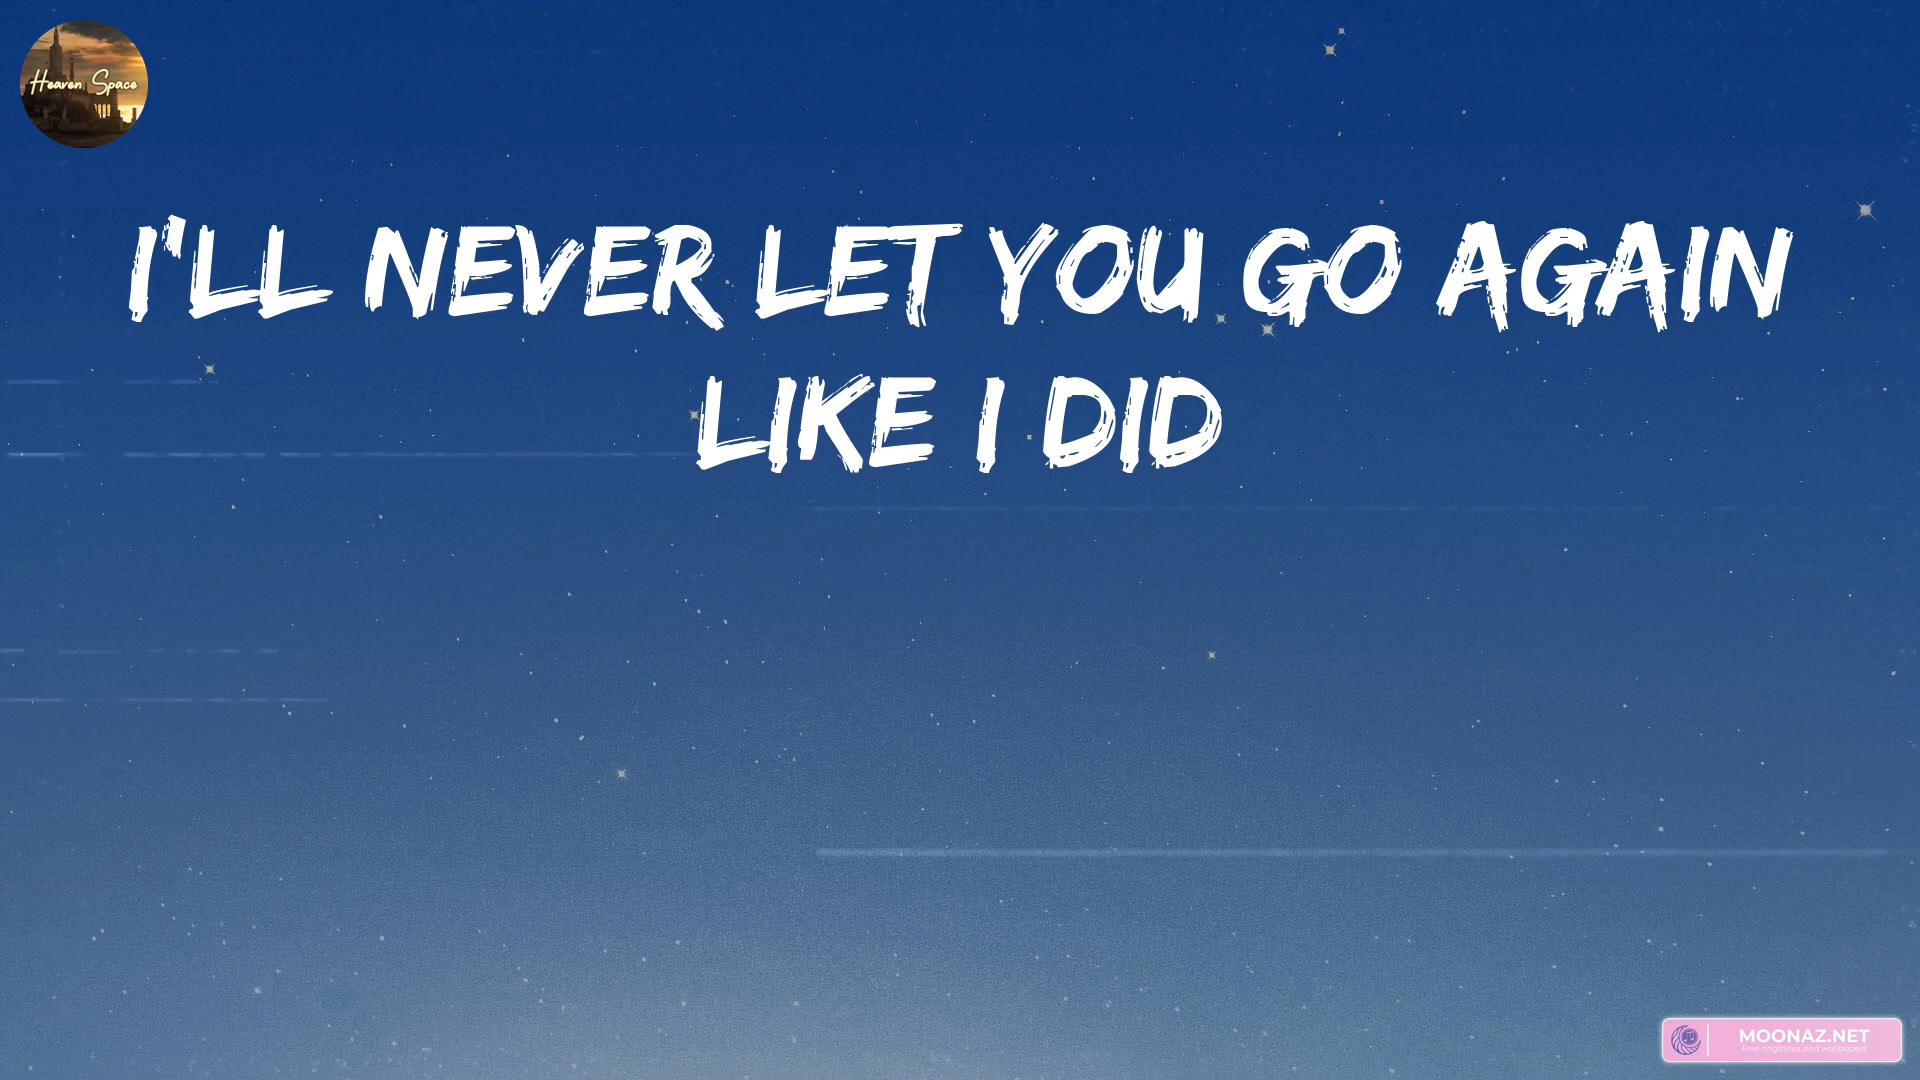 Heaven Space
I'LL NEVER LET YOU GO AGAIN
LIKE I DID
MOONAZ.NET
Free ringtones and wallpapers